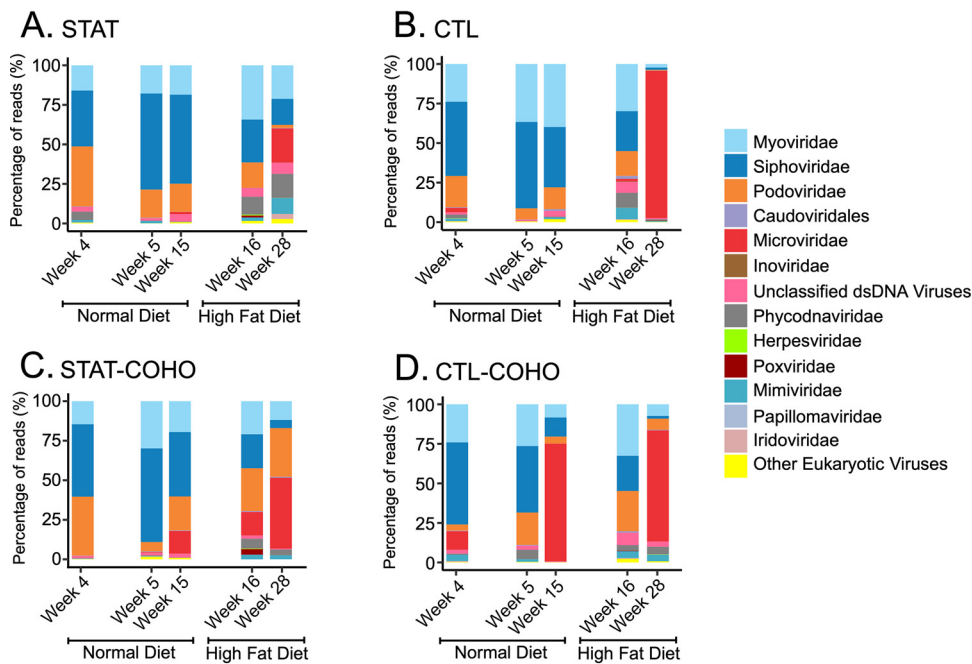 A. STAT
Percentage of reads (%)
100
75
50
25
0
Week 4
Week 5
Week 15
Week 16
Week 28
Normal Diet
High Fat Diet
B. CTL
Percentage of reads (%)
100
75
50
25
0
Week 4
Week 5
Week 15
Week 16
Week 28
Normal Diet
High Fat Diet
Myoviridae
Siphoviridae
Podoviridae
Caudoviridales
Microviridae
Inoviridae
Unclassified dsDNA Viruses
Phycodnaviridae
Herpesviridae
Poxviridae
Mimiviridae
Papillomaviridae
Iridoviridae
Other Eukaryotic Viruses
C. STAT-COHO
Percentage of reads (%)
100
75
50
25
0
Week 4
Week 5
Week 15
Week 16
Week 28
Normal Diet
High Fat Diet
D. CTL-COHO
Percentage of reads (%)
100
75
50
25
0
Week 4
Week 5
Week 15
Week 16
Week 28
Normal Diet
High Fat Diet